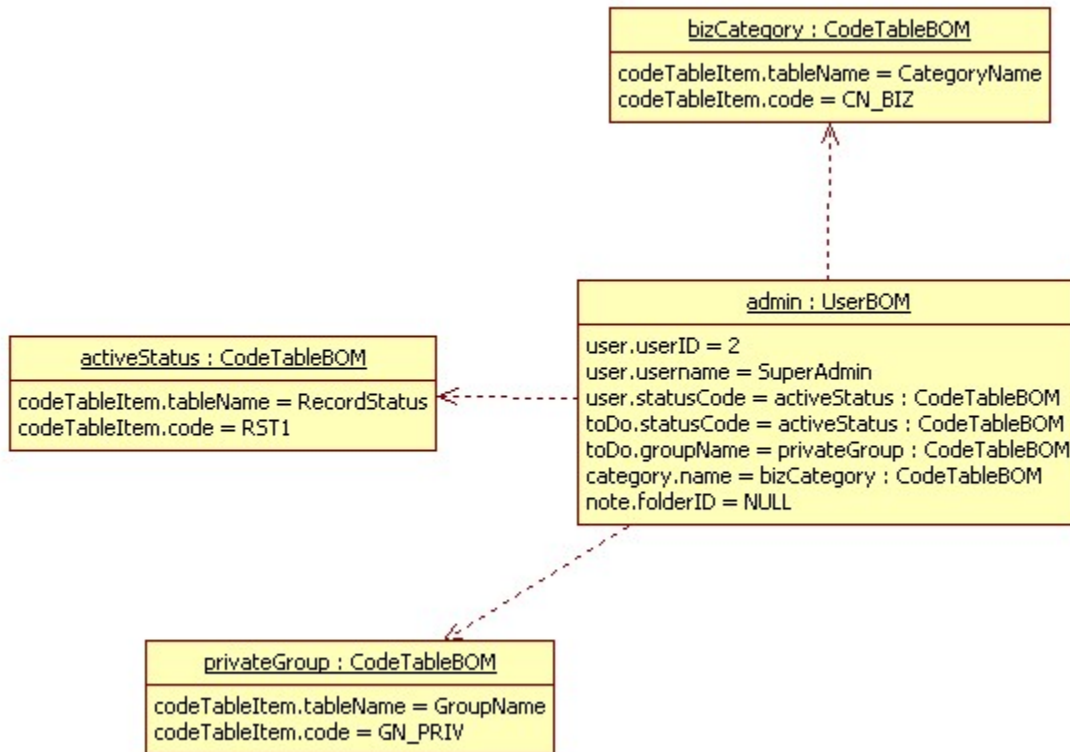 bizCategory : CodeTableBOM
codeTableItem.tableName = CategoryName
codeTableItem.code = CN_BIZ
admin : UserBOM
user.userID = 2
user.username = SuperAdmin
user.statusCode = activeStatus : CodeTableBOM
toDo.statusCode = activeStatus : CodeTableBOM
toDo.groupName = privateGroup : CodeTableBOM
category.name = bizCategory : CodeTableBOM
note.folderID = NULL
activeStatus : CodeTableBOM
codeTableItem.tableName = RecordStatus
codeTableItem.code = RST1
privateGroup : CodeTableBOM
codeTableItem.tableName = GroupName
codeTableItem.code = GN_PRIV